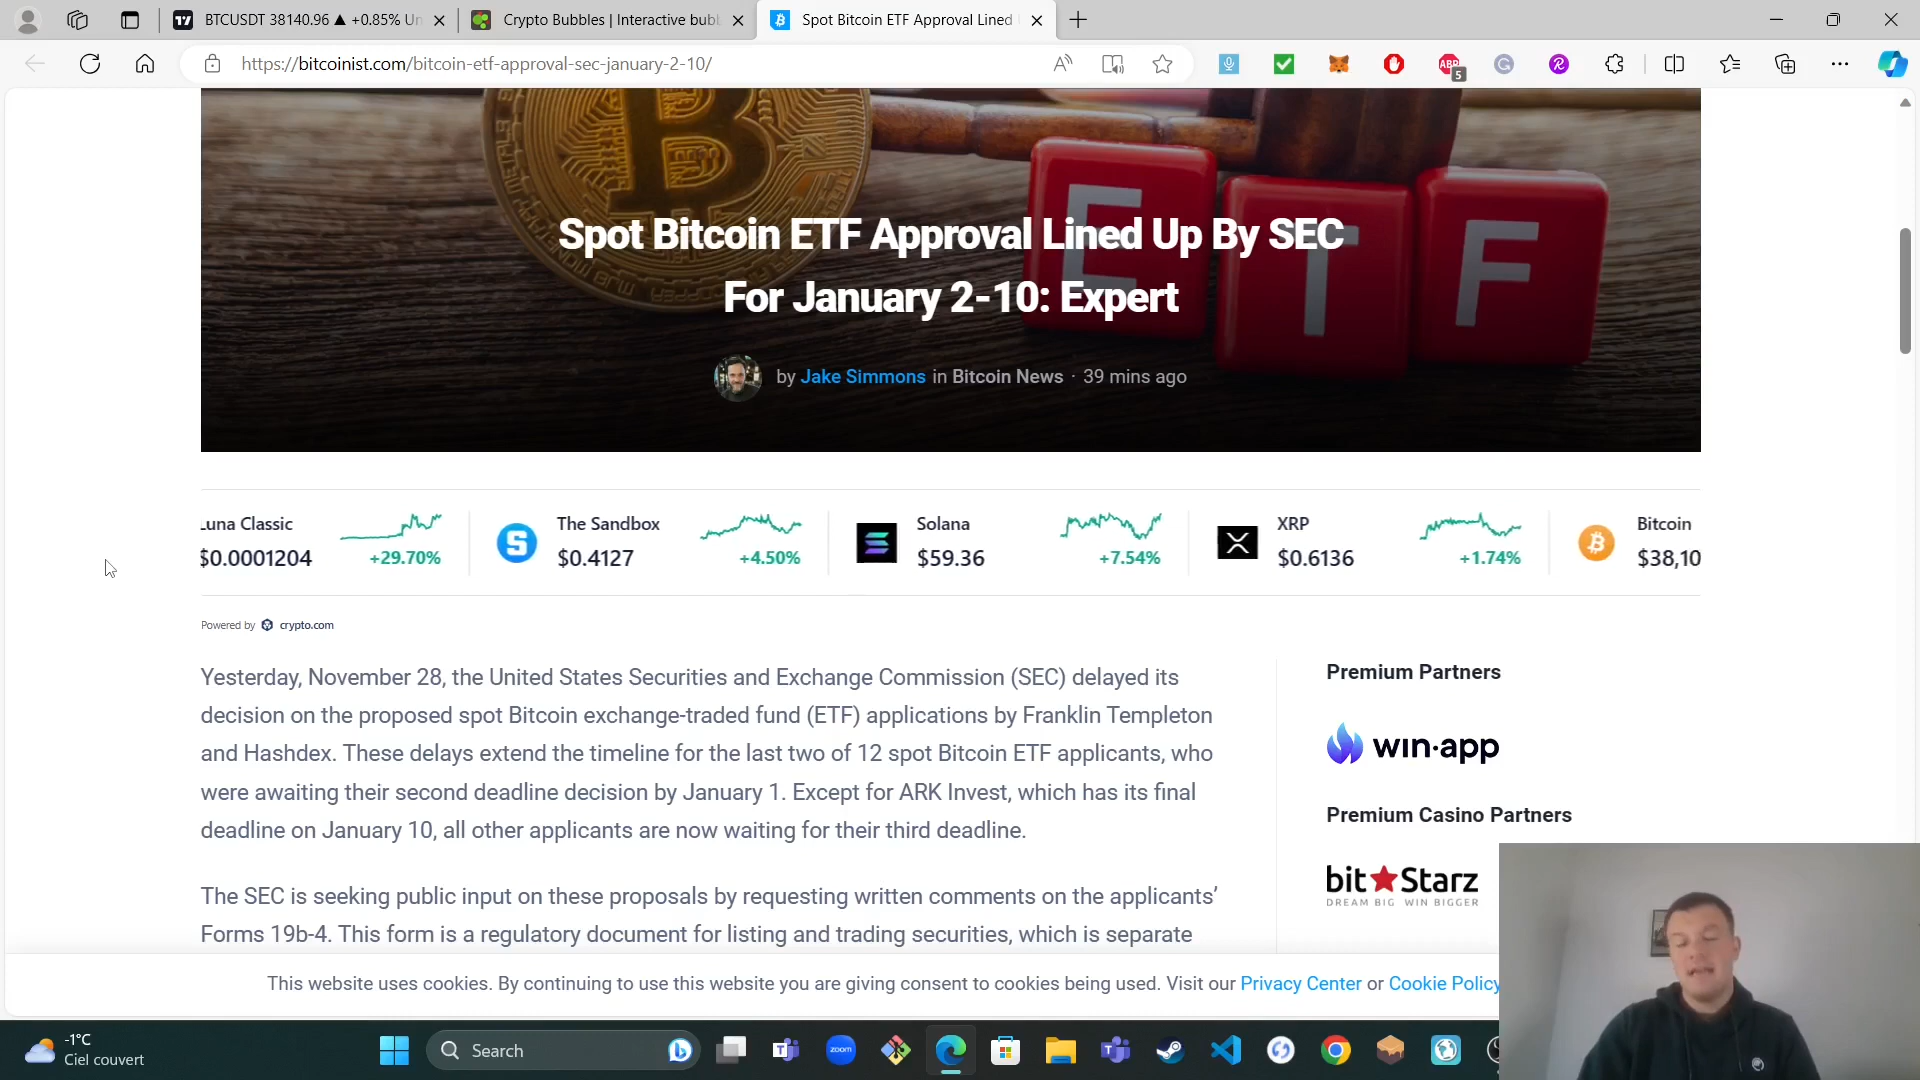 BTCUSDT 38140.96 ▲ +0.85% Un
Crypto Bubbles | Interactive bubb
Spot Bitcoin ETF Approval Lined
https://bitcoinist.com/bitcoin-etf-approval-sec-january-2-10/
ABP
5
E T F
Spot Bitcoin ETF Approval Lined Up By SEC
For January 2-10: Expert
by Jake Simmons in Bitcoin News · 39 mins ago
Luna Classic
$0.0001204 +29.70%
The Sandbox
$0.4127 +4.50%
Solana
$59.36 +7.54%
XRP
$0.6136 +1.74%
Bitcoin
$38,10
Powered by crypto.com
Yesterday, November 28, the United States Securities and Exchange Commission (SEC) delayed its
decision on the proposed spot Bitcoin exchange-traded fund (ETF) applications by Franklin Templeton
and Hashdex. These delays extend the timeline for the last two of 12 spot Bitcoin ETF applicants, who
were awaiting their second deadline decision by January 1. Except for ARK Invest, which has its final
deadline on January 10, all other applicants are now waiting for their third deadline.
The SEC is seeking public input on these proposals by requesting written comments on the applicants’
Forms 19b-4. This form is a regulatory document for listing and trading securities, which is separate
Premium Partners
win·app
Premium Casino Partners
bit★Starz
DREAM BIG WIN BIGGER
This website uses cookies. By continuing to use this website you are giving consent to cookies being used. Visit our Privacy Center or Cookie Policy
-1°C
Ciel couvert
Search
zoom